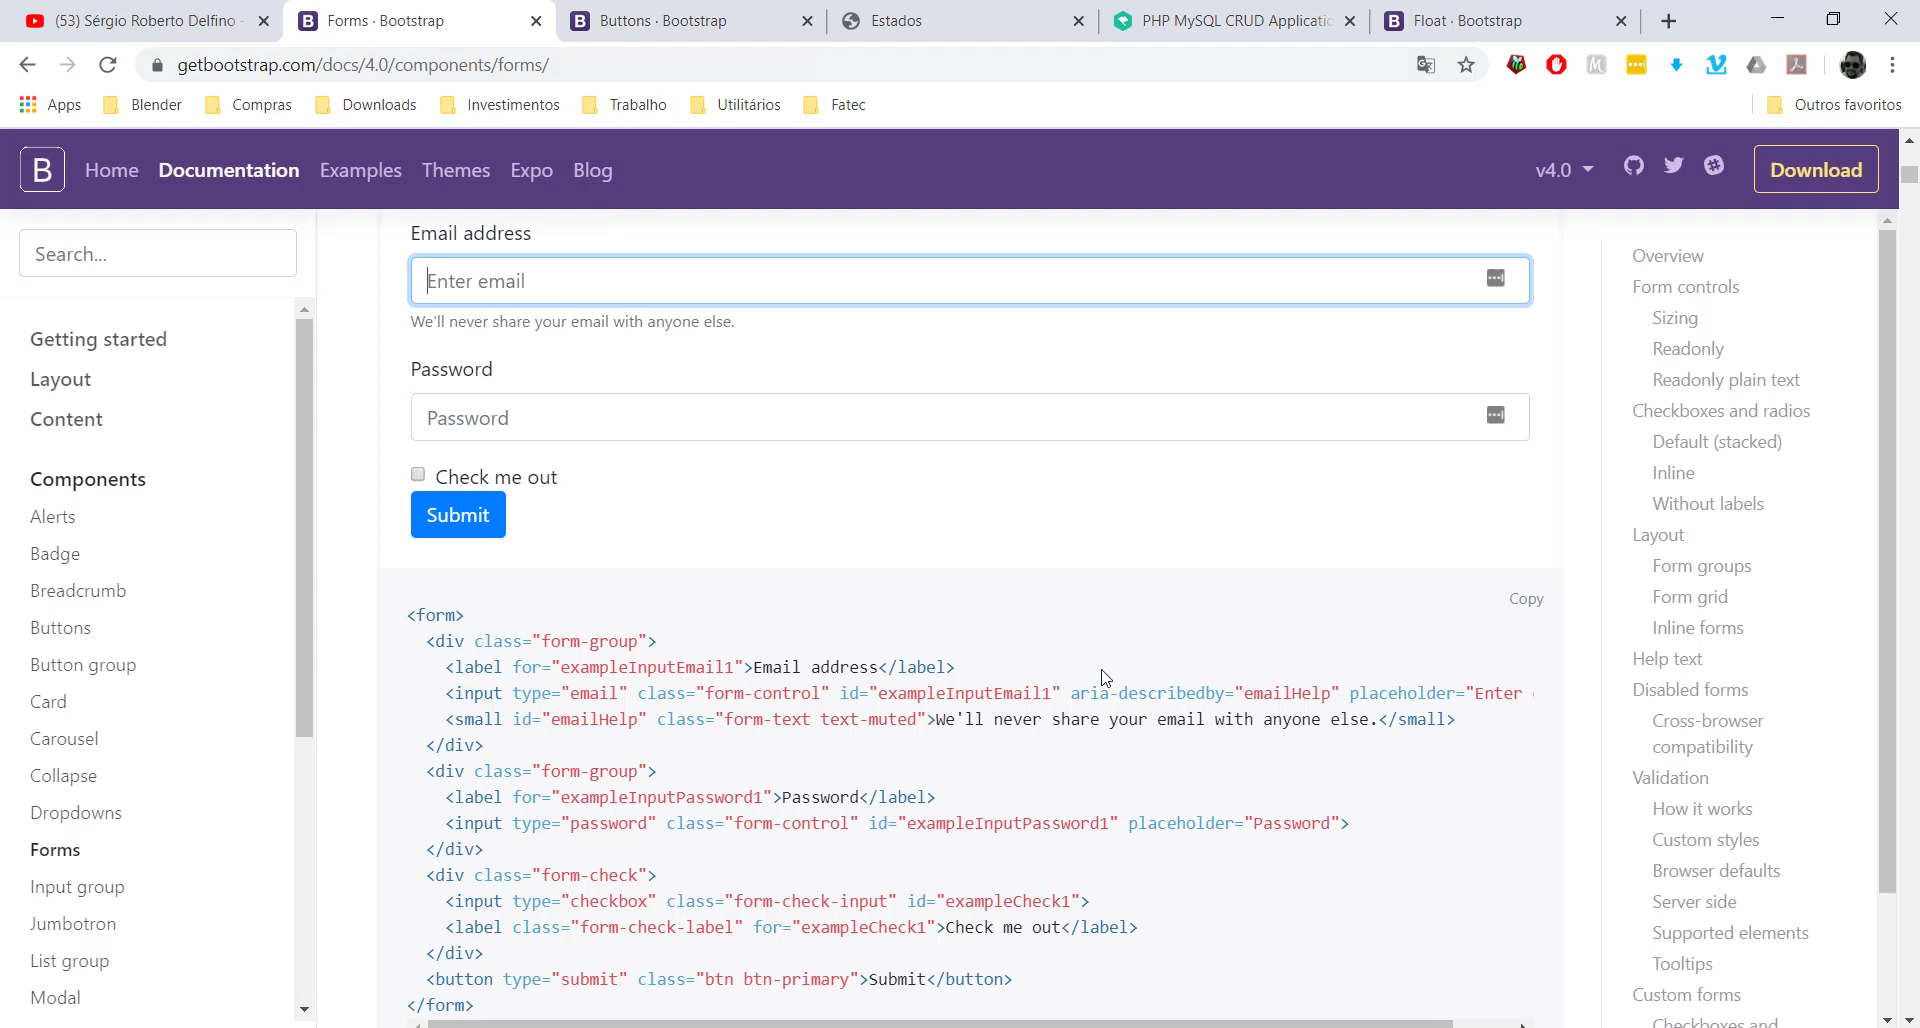 (53) Sérgio Roberto Delfino -
Forms · Bootstrap
Buttons · Bootstrap
Estados
PHP MySQL CRUD Applicatio
Float · Bootstrap
getbootstrap.com/docs/4.0/components/forms/
Apps
Blender
Compras
Downloads
Investimentos
Trabalho
Utilitários
Fatec
Outros favoritos
B Home Documentation Examples Themes Expo Blog
v4.0
Download
Search...
Getting started
Layout
Content
Components
Alerts
Badge
Breadcrumb
Buttons
Button group
Card
Carousel
Collapse
Dropdowns
Forms
Input group
Jumbotron
List group
Modal
Email address
Enter email
We'll never share your email with anyone else.
Password
Password
Check me out
Submit
Copy
<form>
<div class="form-group">
<label for="exampleInputEmail1">Email address</label>
<input type="email" class="form-control" id="exampleInputEmail1" aria-describedby="emailHelp" placeholder="Enter
<small id="emailHelp" class="form-text text-muted">We'll never share your email with anyone else.</small>
</div>
<div class="form-group">
<label for="exampleInputPassword1">Password</label>
<input type="password" class="form-control" id="exampleInputPassword1" placeholder="Password">
</div>
<div class="form-check">
<input type="checkbox" class="form-check-input" id="exampleCheck1">
<label class="form-check-label" for="exampleCheck1">Check me out</label>
</div>
<button type="submit" class="btn btn-primary">Submit</button>
</form>
Overview
Form controls
Sizing
Readonly
Readonly plain text
Checkboxes and radios
Default (stacked)
Inline
Without labels
Layout
Form groups
Form grid
Inline forms
Help text
Disabled forms
Cross-browser
compatibility
Validation
How it works
Custom styles
Browser defaults
Server side
Supported elements
Tooltips
Custom forms
Checkboxes and